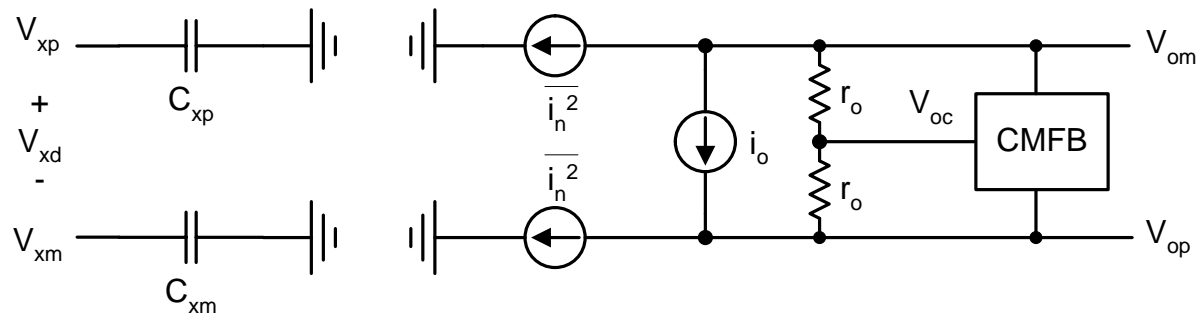 V_xp
C_xp
+
V_xd
-
V_xm
C_xm
i_n^2
i_n^2
i_o
r_o
r_o
V_oc
CMFB
V_om
V_op